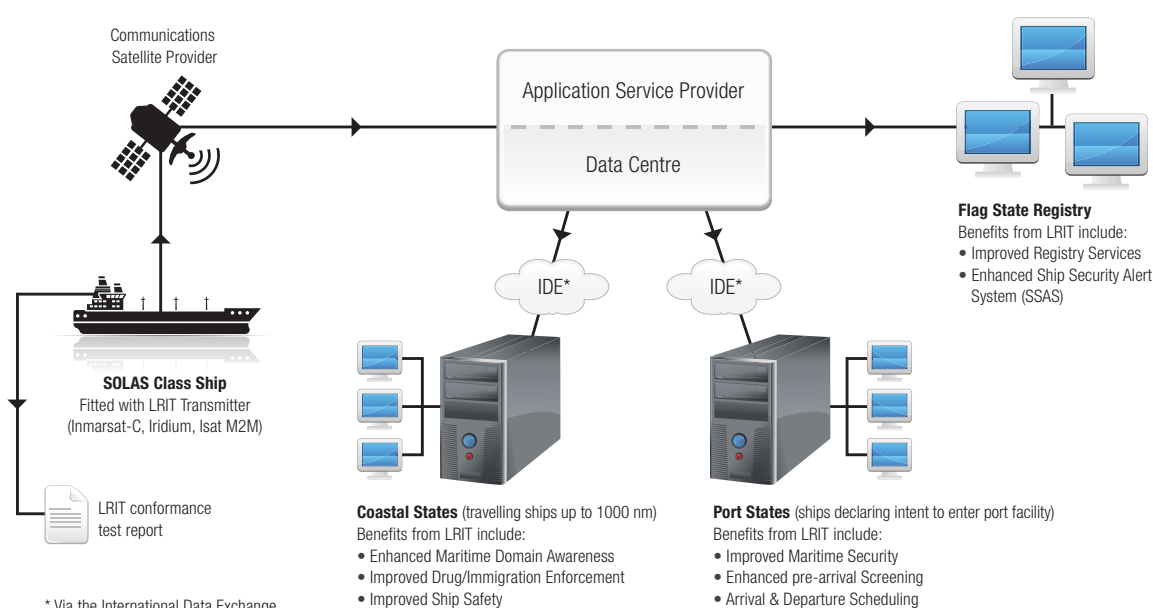 Communications
Satellite Provider
Application Service Provider
Data Centre
Flag State Registry
Benefits from LRIT include:
• Improved Registry Services
• Enhanced Ship Security Alert
System (SSAS)
IDE*
IDE*
SOLAS Class Ship
Fitted with LRIT Transmitter
(Inmarsat-C, Iridium, Isat M2M)
LRIT conformance
test report
Coastal States (travelling ships up to 1000 nm)
Benefits from LRIT include:
• Enhanced Maritime Domain Awareness
• Improved Drug/Immigration Enforcement
• Improved Ship Safety
Port States (ships declaring intent to enter port facility)
Benefits from LRIT include:
• Improved Maritime Security
• Enhanced pre-arrival Screening
• Arrival & Departure Scheduling
* Via the International Data Exchange